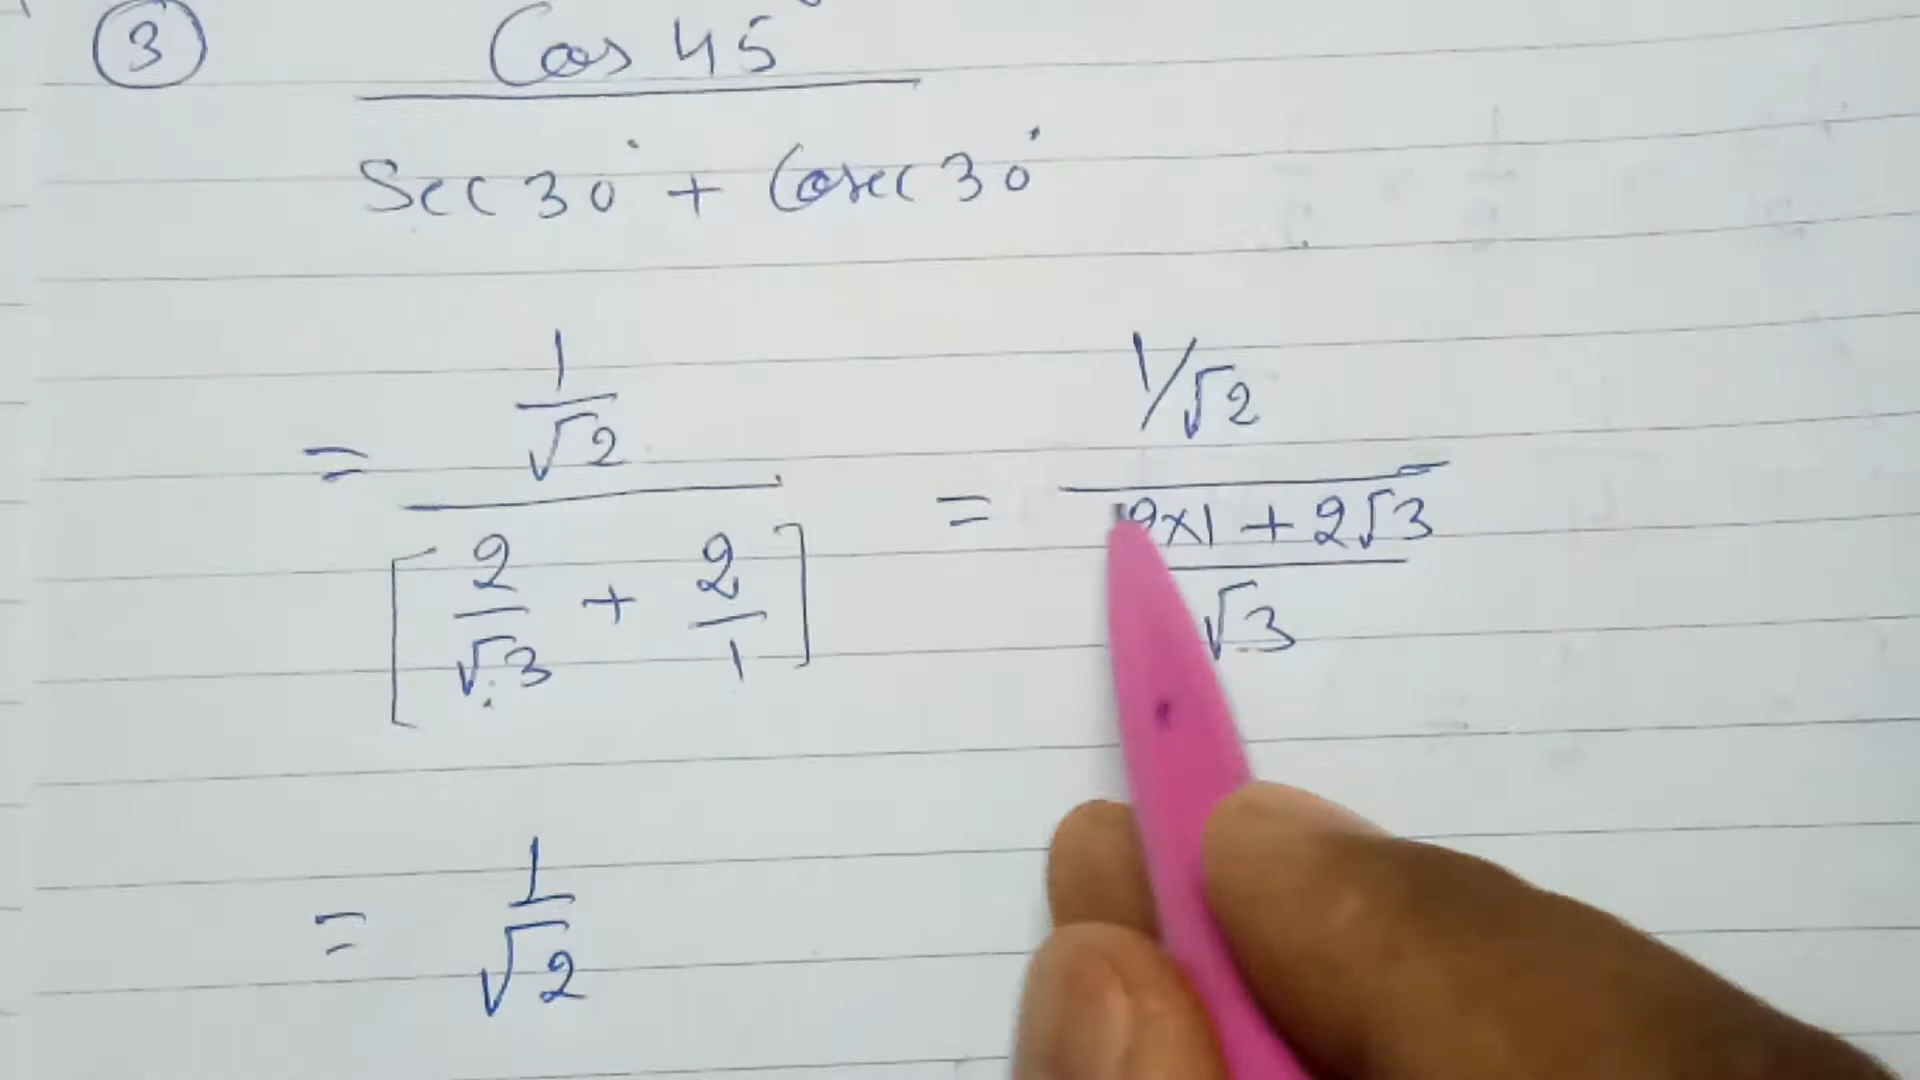 3 Cos 45°
Sec 30° + Cosec 30°
= 1/√2 / [2/√3 + 2/1] = 1/√2 / (2×1 + 2√3 / √3)
= 1/√2